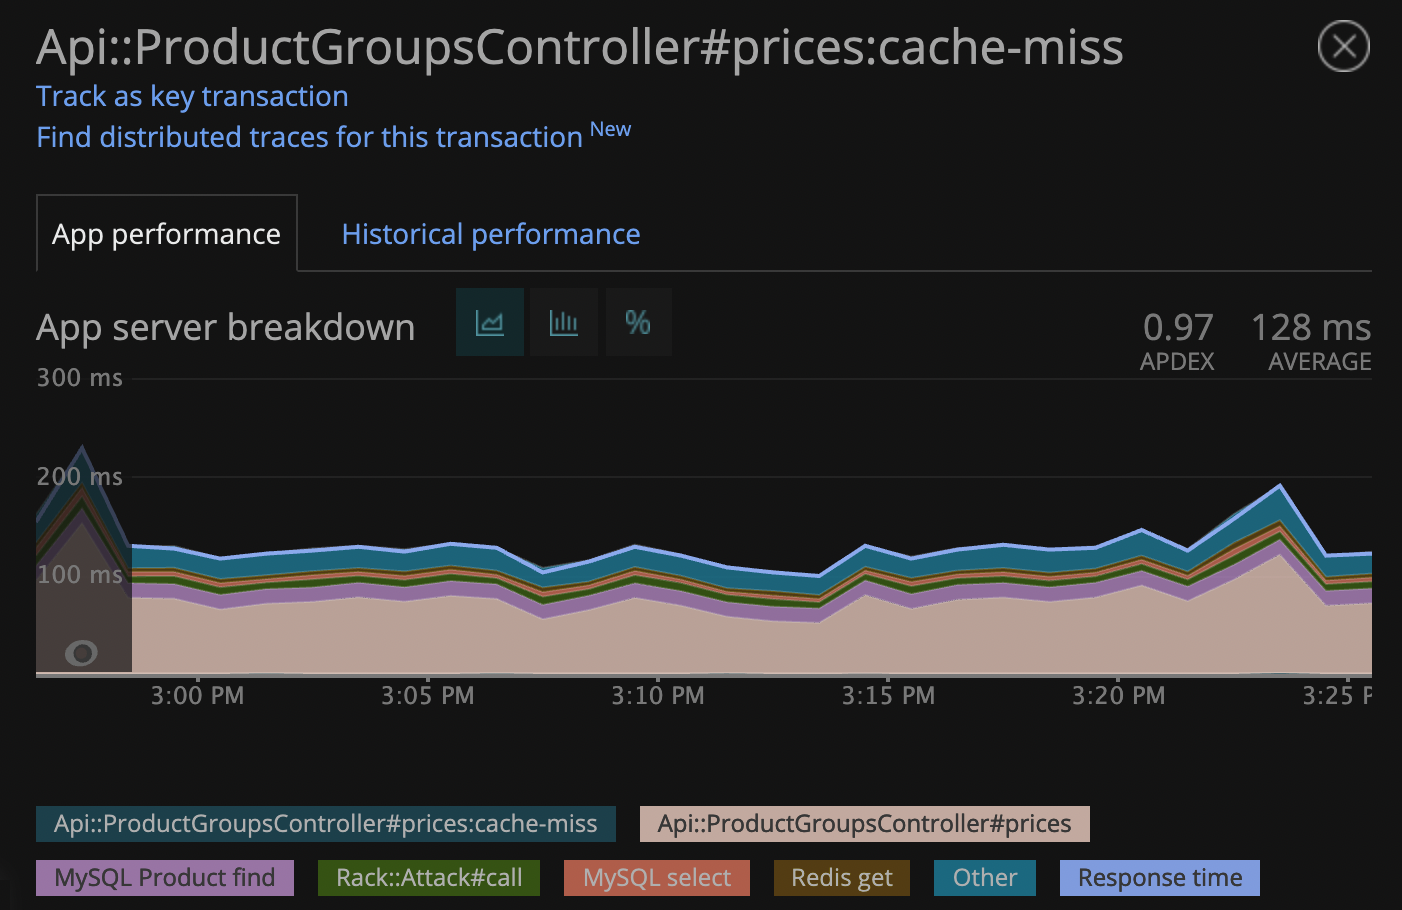 Api::ProductGroupsController#prices:cache-miss
Track as key transaction
Find distributed traces for this transaction New
App performance Historical performance
App server breakdown % 0.97 128 ms
APDEX AVERAGE
300 ms
200 ms
100 ms
3:00 PM 3:05 PM 3:10 PM 3:15 PM 3:20 PM 3:25 P
Api::ProductGroupsController#prices:cache-miss Api::ProductGroupsController#prices
MySQL Product find Rack::Attack#call MySQL select Redis get Other Response time